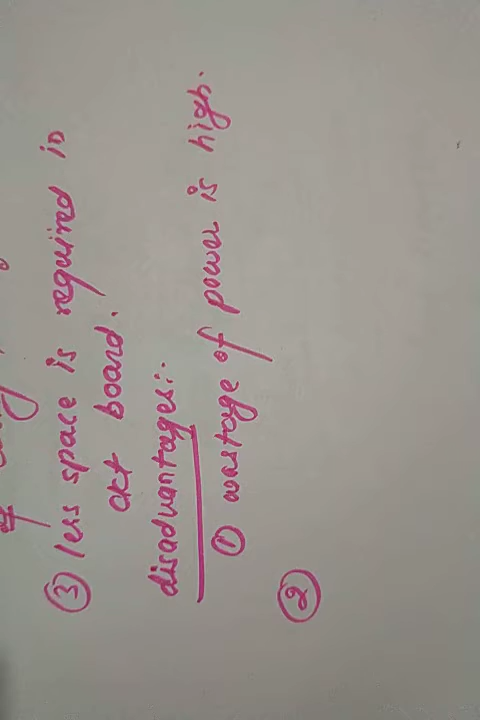 ③ less space is required in
ckt board.
disadvantages:-
① wastage of power is high.
②